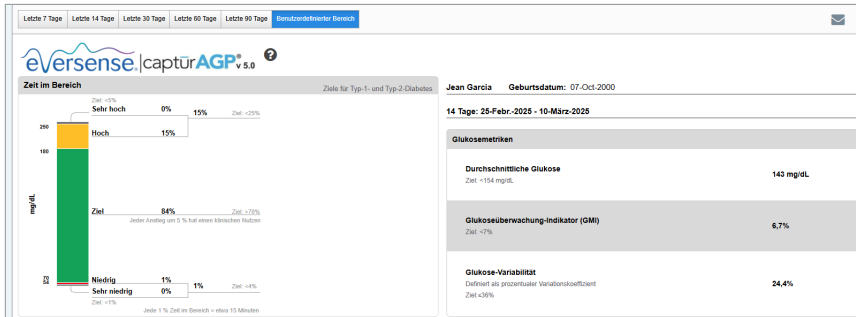 Letzte 7 Tage
Letzte 14 Tage
Letzte 30 Tage
Letzte 60 Tage
Letzte 90 Tage
Benutzerdefinierter Bereich
eversense. | captürAGP® v 5.0 ?
Zeit im Bereich
Ziele für Typ-1- und Typ-2-Diabetes
Ziel: <5%
Sehr hoch 0%
15% Ziel: <25%
250
Hoch 15%
180
mg/dL
Ziel 84% Ziel: >70%
Jeder Anstieg um 5 % hat einen klinischen Nutzen
70
54
Niedrig 1%
1% Ziel: <4%
Sehr niedrig 0%
Ziel: <1%
Jede 1 % Zeit im Bereich = etwa 15 Minuten
Jean Garcia Geburtsdatum: 07-Oct-2000
14 Tage: 25-Febr.-2025 - 10-März-2025
Glukosemetriken
Durchschnittliche Glukose
Ziel: <154 mg/dL
143 mg/dL
Glukoseüberwachung-Indikator (GMI)
Ziel: <7%
6,7%
Glukose-Variabilität
Definiert als prozentualer Variationskoeffizient
Ziel ≤36%
24,4%